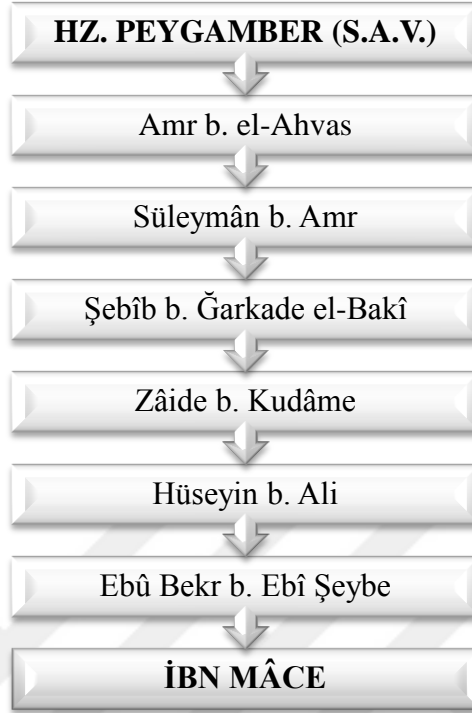 HZ. PEYGAMBER (S.A.V.)
Amr b. el-Ahvas
Süleymân b. Amr
Şebîb b. Ğarkade el-Bakî
Zâide b. Kudâme
Hüseyin b. Ali
Ebû Bekr b. Ebî Şeybe
İBN MÂCE